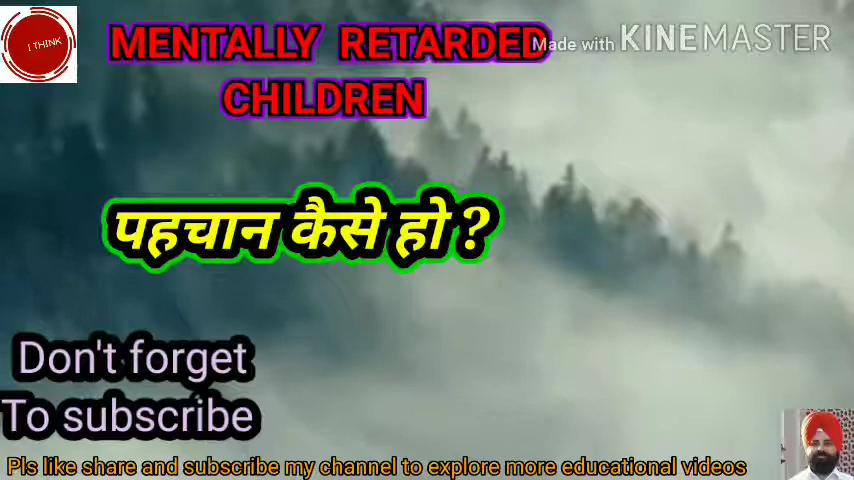 I THINK
MENTALLY RETARDED
Made with KINEMASTER
CHILDREN
पहचान कैसे हो ?
Don't forget
To subscribe
Pls like share and subscribe my channel to explore more educational videos